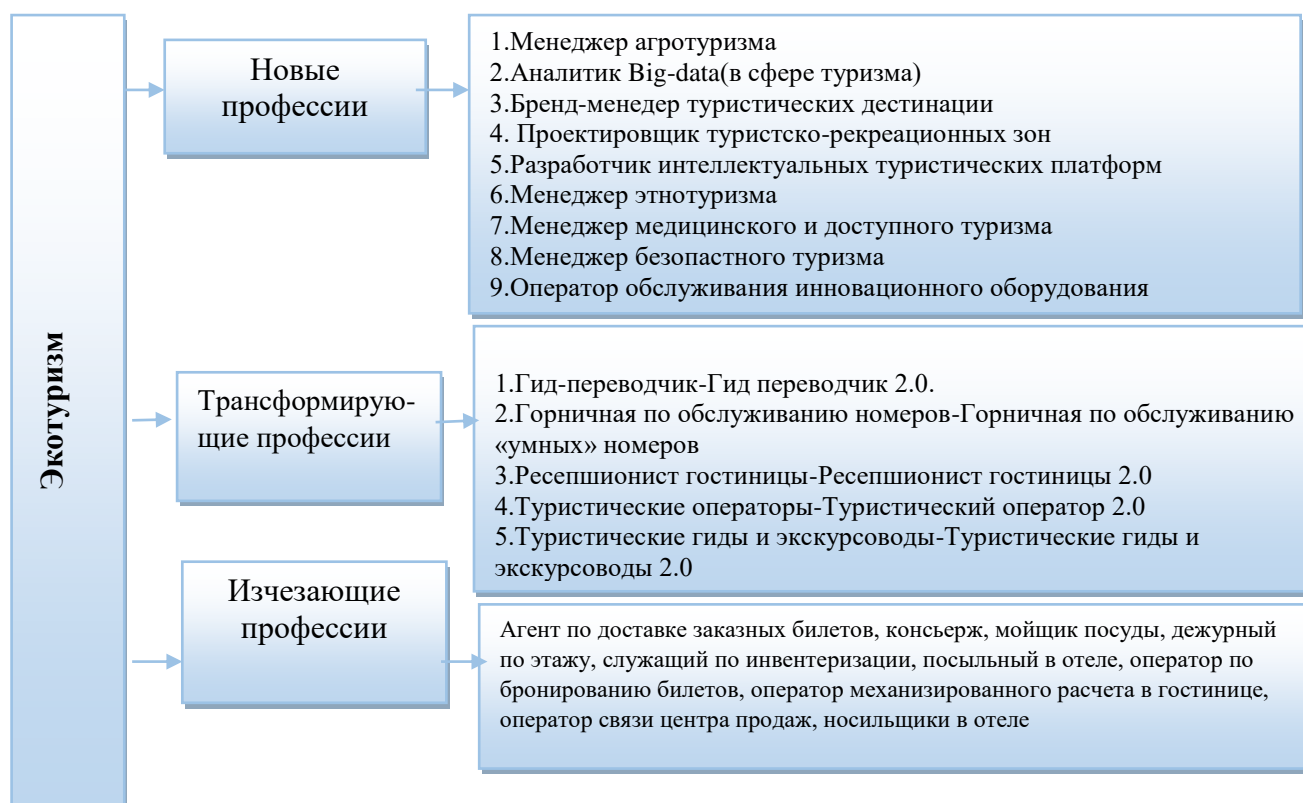 Экотуризм
Новые
профессии
1.Менеджер агротуризма
2.Аналитик Big-data(в сфере туризма)
3.Бренд-менедер туристических дестинации
4. Проектировщик туристско-рекреационных зон
5.Разработчик интеллектуальных туристических платформ
6.Менеджер этнотуризма
7.Менеджер медицинского и доступного туризма
8.Менеджер безопастного туризма
9.Оператор обслуживания инновационного оборудования
Трансформирую-
щие профессии
1.Гид-переводчик-Гид переводчик 2.0.
2.Горничная по обслуживанию номеров-Горничная по обслуживанию
«умных» номеров
3.Ресепшионист гостиницы-Ресепшионист гостиницы 2.0
4.Туристические операторы-Туристический оператор 2.0
5.Туристические гиды и экскурсоводы-Туристические гиды и
экскурсоводы 2.0
Изчезающие
профессии
Агент по доставке заказных билетов, консьерж, мойщик посуды, дежурный
по этажу, служащий по инвентеризации, посыльный в отеле, оператор по
бронированию билетов, оператор механизированного расчета в гостинице,
оператор связи центра продаж, носильщики в отеле